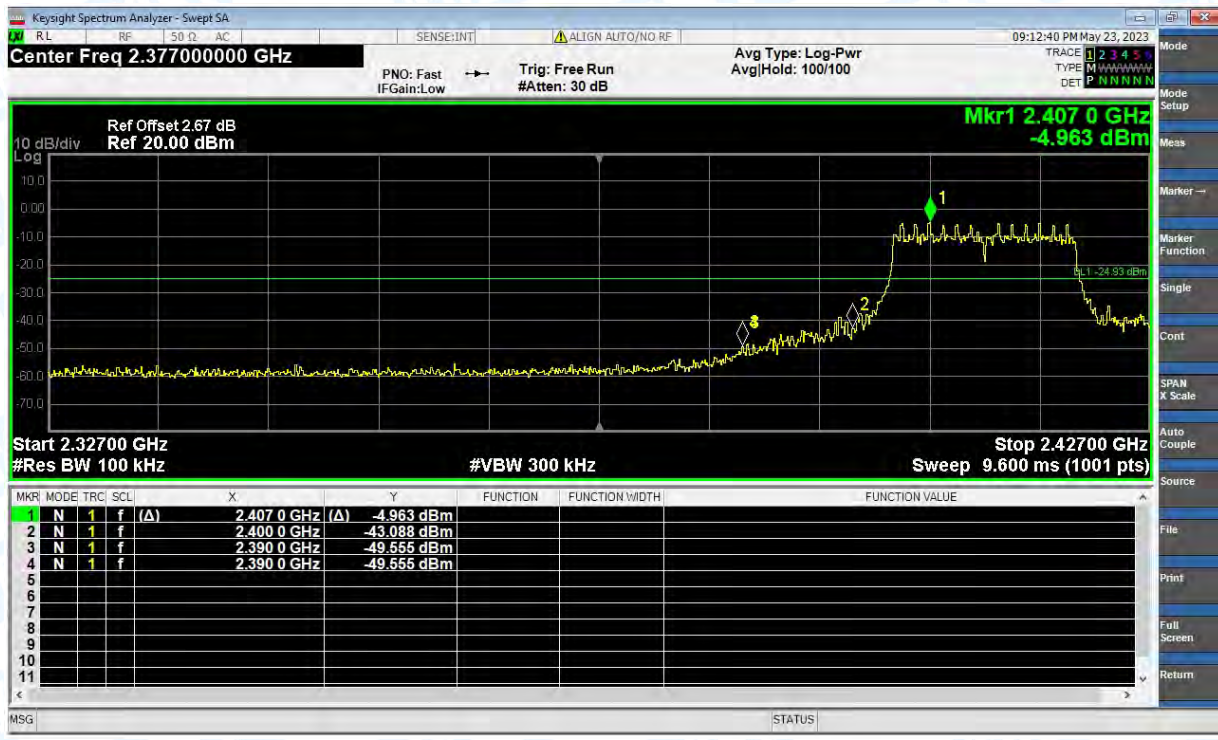 Keysight Spectrum Analyzer - Swept SA
LXI RL RF 50 Ω AC SENSE:INT ALIGN AUTO/NO RF 09:12:40 PM May 23, 2023
Center Freq 2.377000000 GHz
PNO: Fast
IFGain:Low
Trig: Free Run
#Atten: 30 dB
Avg Type: Log-Pwr
Avg|Hold: 100/100
TRACE 1 2 3 4 5 6
TYPE M WWWWW
DET P N N N N N
Ref Offset 2.67 dB
10 dB/div Ref 20.00 dBm
Log
Mkr1 2.407 0 GHz
-4.963 dBm
10.0
0.00
-10.0
-20.0
-30.0
-40.0
-50.0
-60.0
-70.0
1
2
DL1 -24.93 dBm
Start 2.32700 GHz Stop 2.42700 GHz
#Res BW 100 kHz #VBW 300 kHz Sweep 9.600 ms (1001 pts)
MKR MODE TRC SCL X Y FUNCTION FUNCTION WIDTH FUNCTION VALUE
1 N 1 f (Δ) 2.407 0 GHz (Δ) -4.963 dBm
2 N 1 f 2.400 0 GHz -43.088 dBm
3 N 1 f 2.390 0 GHz -49.555 dBm
4 N 1 f 2.390 0 GHz -49.555 dBm
5
6
7
8
9
10
11
MSG STATUS
Mode
Mode
Setup
Meas
Marker→
Marker
Function
Single
Cont
SPAN
X Scale
Auto
Couple
Source
File
Print
Full
Screen
Return